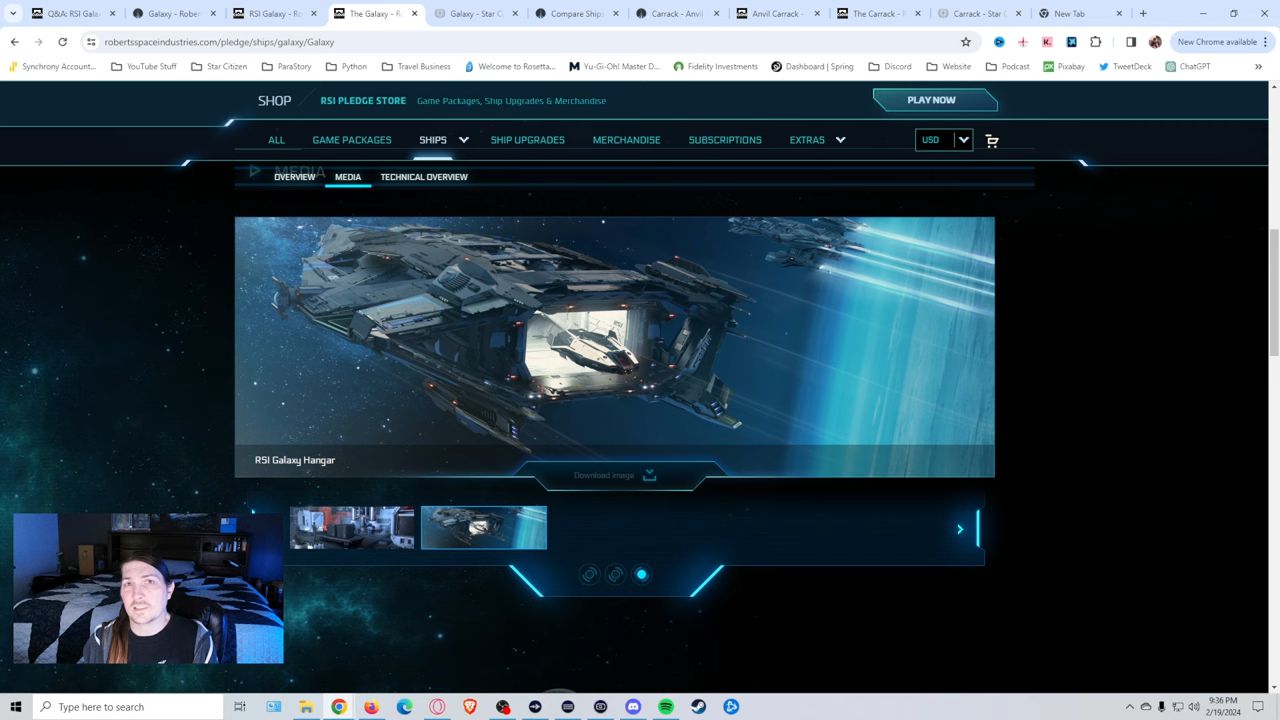 Q&A: RSI Gala
Galaxy - Rober
RSI Galaxy - Ro
The Galaxy - R
Galaxy - Star C
Compare Ships
Carrack - Anvil
Anvil Carrack -
The Carrack - R
Carrack - Star C
New Tab
robertsspaceindustries.com/pledge/ships/galaxy/Galaxy
New Chrome available
Synchrony Account...
YouTube Stuff
Star Citizen
ParaStory
Python
Travel Business
Welcome to Rosetta...
Yu-Gi-Oh! Master D...
Fidelity Investments
Dashboard | Spring
Discord
Website
Podcast
Pixabay
TweetDeck
ChatGPT
SHOP
RSI PLEDGE STORE
Game Packages, Ship Upgrades & Merchandise
PLAY NOW
ALL
GAME PACKAGES
SHIPS
SHIP UPGRADES
MERCHANDISE
SUBSCRIPTIONS
EXTRAS
USD
MEDIA
OVERVIEW
MEDIA
TECHNICAL OVERVIEW
RSI Galaxy Hangar
Download image
Type here to search
9:36 PM
2/19/2024